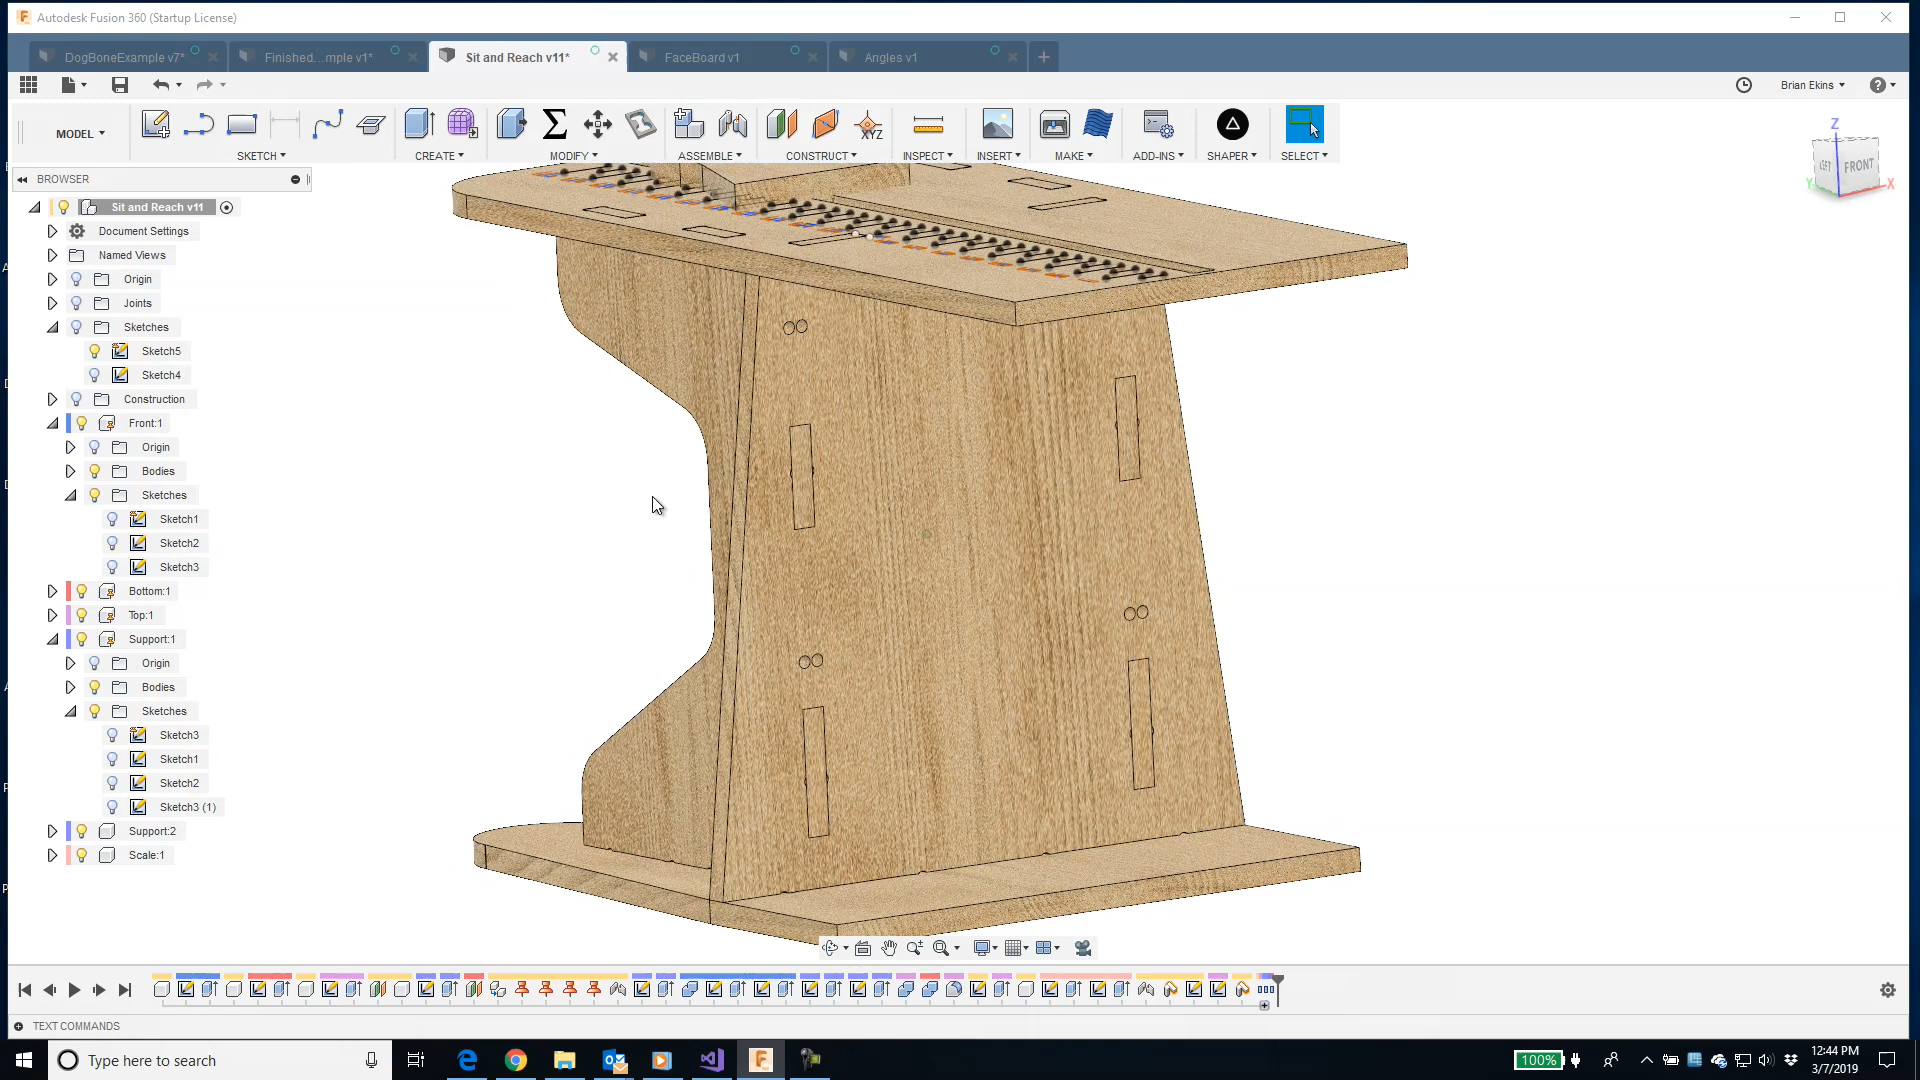 Autodesk Fusion 360 (Startup License)
DogBoneExample v7*
Finished...mple v1*
Sit and Reach v11*
FaceBoard v1
Angles v1
Brian Ekins
MODEL
SKETCH
CREATE
MODIFY
ASSEMBLE
CONSTRUCT
INSPECT
INSERT
MAKE
ADD-INS
SHAPER
SELECT
XYZ
Z
LEFT
FRONT
Y
X
BROWSER
Sit and Reach v11
Document Settings
Named Views
Origin
Joints
Sketches
Sketch5
Sketch4
Construction
Front:1
Origin
Bodies
Sketches
Sketch1
Sketch2
Sketch3
Bottom:1
Top:1
Support:1
Origin
Bodies
Sketches
Sketch3
Sketch1
Sketch2
Sketch3 (1)
Support:2
Scale:1
TEXT COMMANDS
Type here to search
100%
12:44 PM
3/7/2019